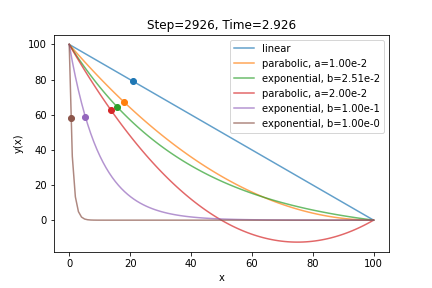 Step=2926, Time=2.926
linear
parabolic, a=1.00e-2
exponential, b=2.51e-2
parabolic, a=2.00e-2
exponential, b=1.00e-1
exponential, b=1.00e-0
y(x)
100
80
60
40
20
0
0 20 40 60 80 100
x